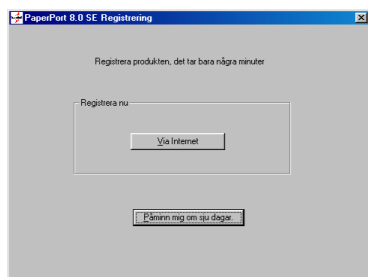 PaperPort 8.0 SE Registrering
Registrera produkten, det tar bara några minuter
Registrera nu
Via Internet
Påminn mig om sju dagar.